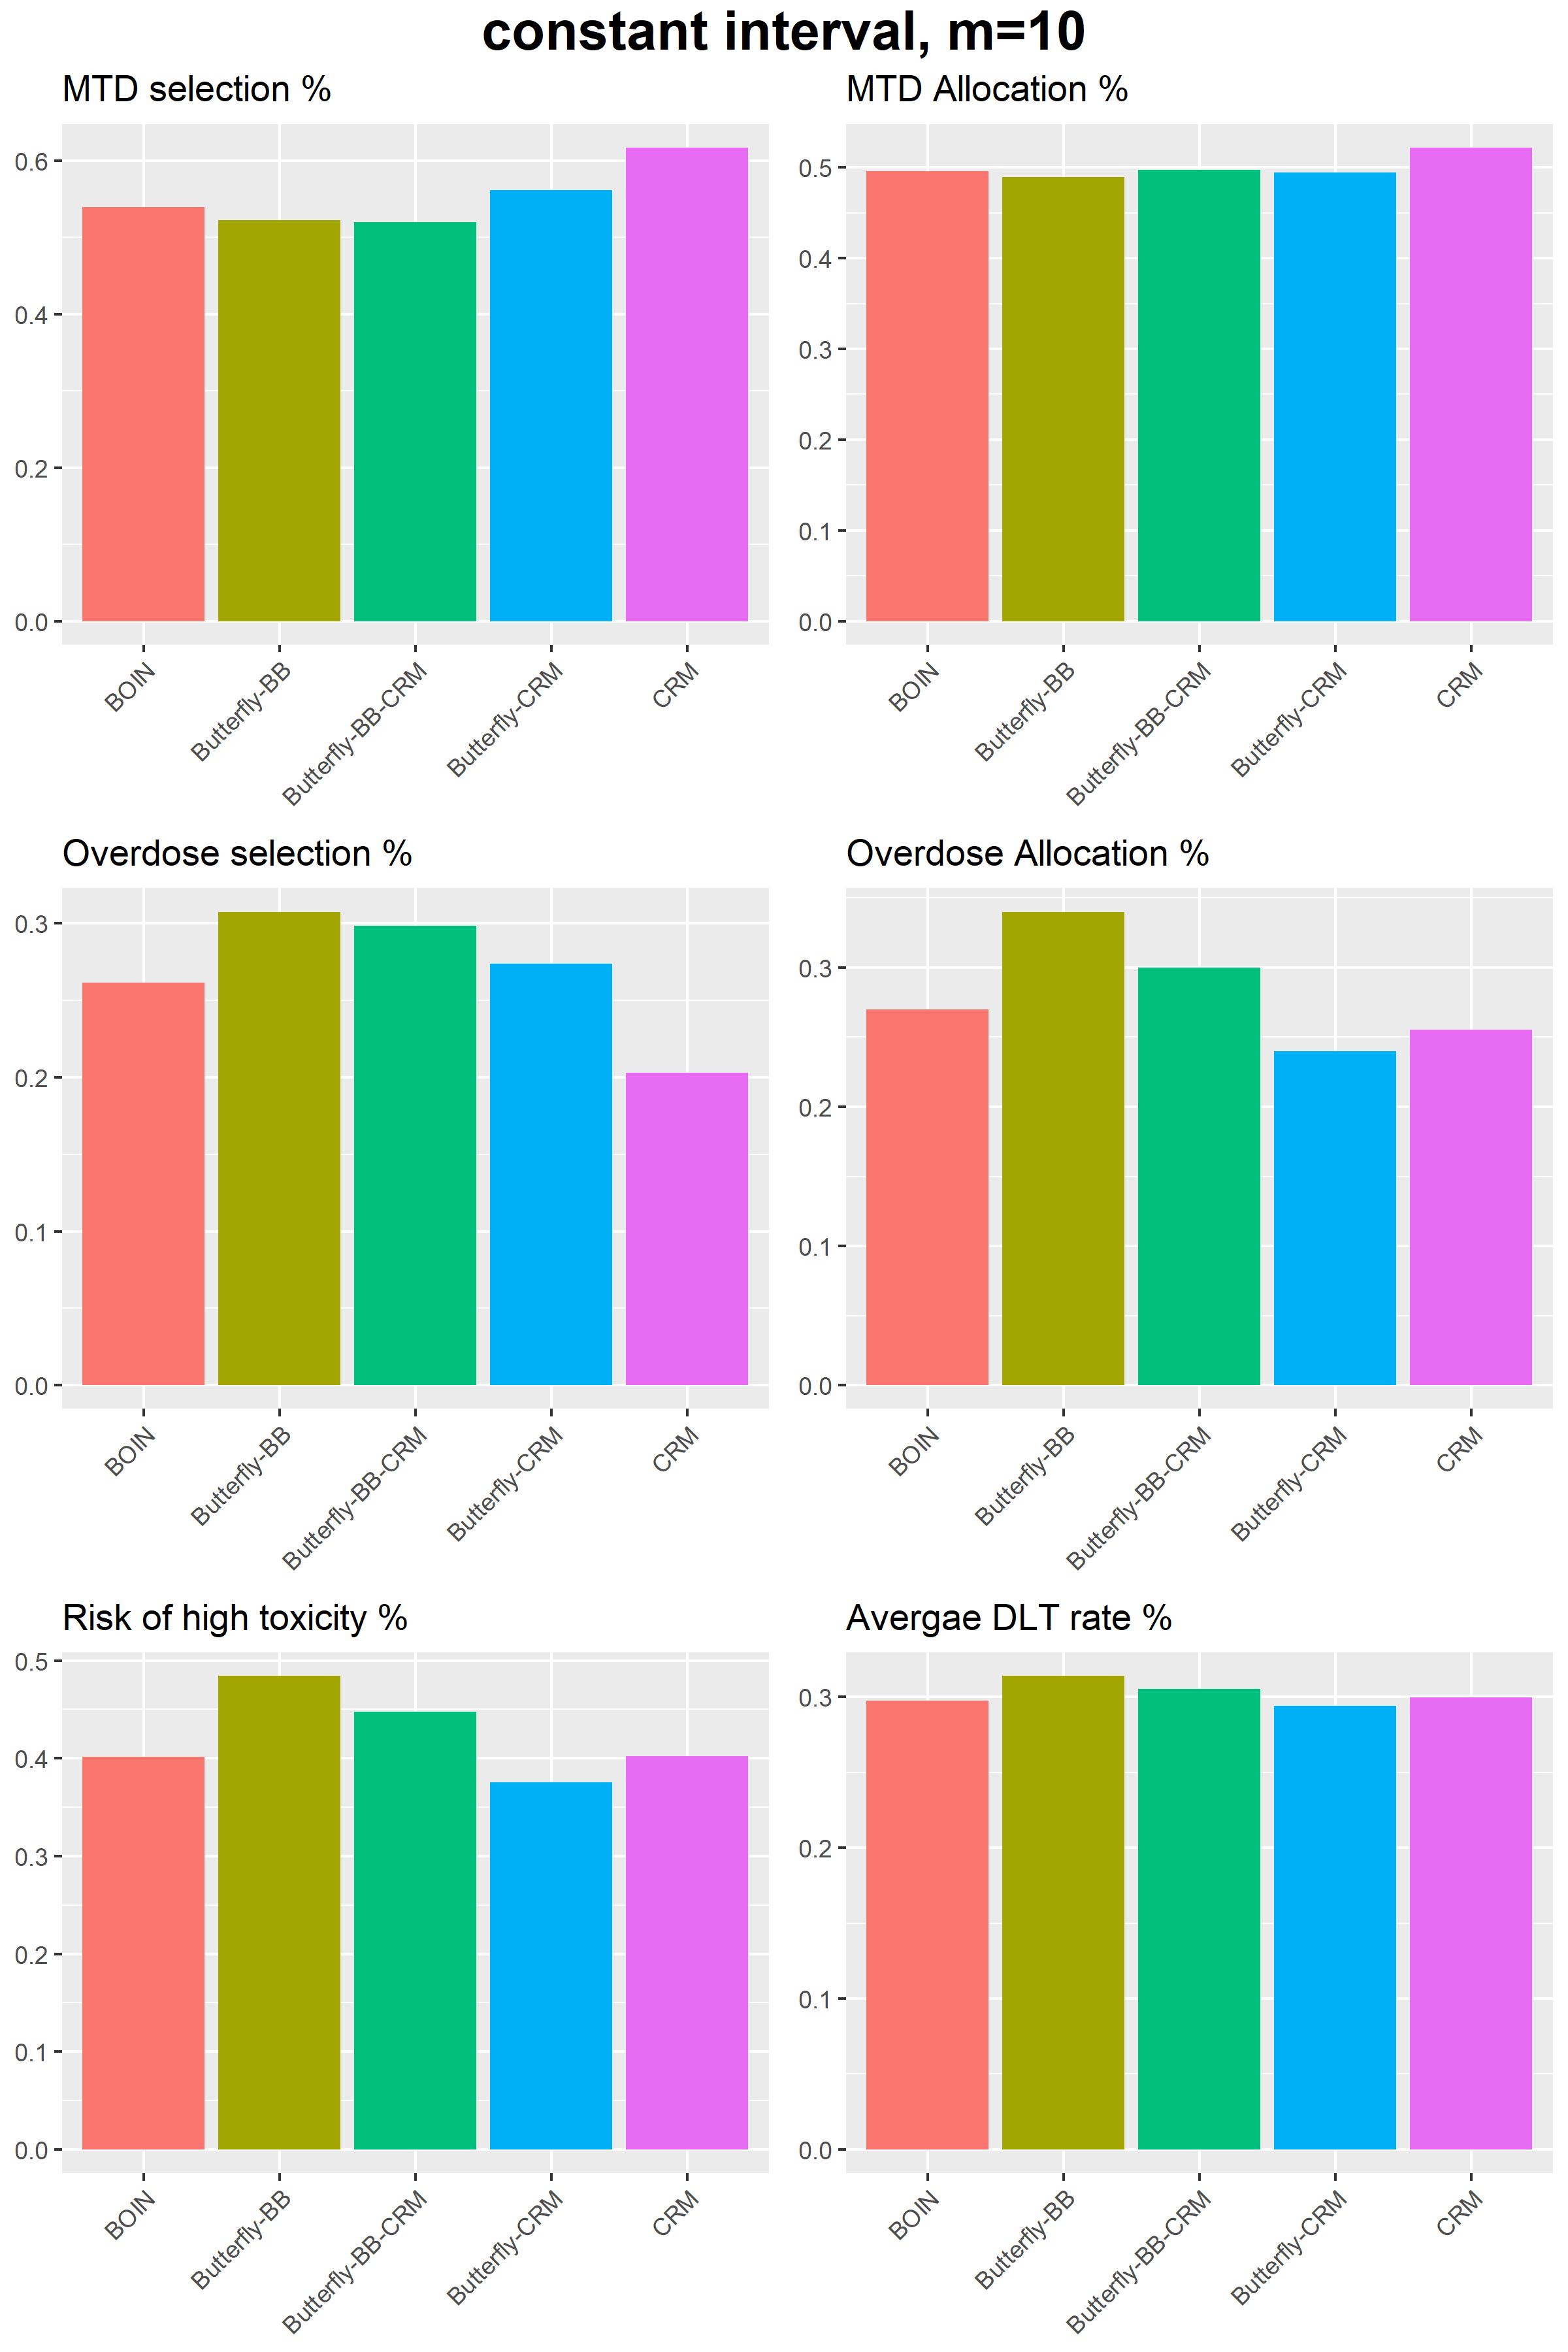 constant interval, m=10
MTD selection %
0.6
0.4
0.2
0.0
BOIN
Butterfly-BB
Butterfly-BB-CRM
Butterfly-CRM
CRM
MTD Allocation %
0.5
0.4
0.3
0.2
0.1
0.0
BOIN
Butterfly-BB
Butterfly-BB-CRM
Butterfly-CRM
CRM
Overdose selection %
0.3
0.2
0.1
0.0
BOIN
Butterfly-BB
Butterfly-BB-CRM
Butterfly-CRM
CRM
Overdose Allocation %
0.3
0.2
0.1
0.0
BOIN
Butterfly-BB
Butterfly-BB-CRM
Butterfly-CRM
CRM
Risk of high toxicity %
0.5
0.4
0.3
0.2
0.1
0.0
BOIN
Butterfly-BB
Butterfly-BB-CRM
Butterfly-CRM
CRM
Avergae DLT rate %
0.3
0.2
0.1
0.0
BOIN
Butterfly-BB
Butterfly-BB-CRM
Butterfly-CRM
CRM